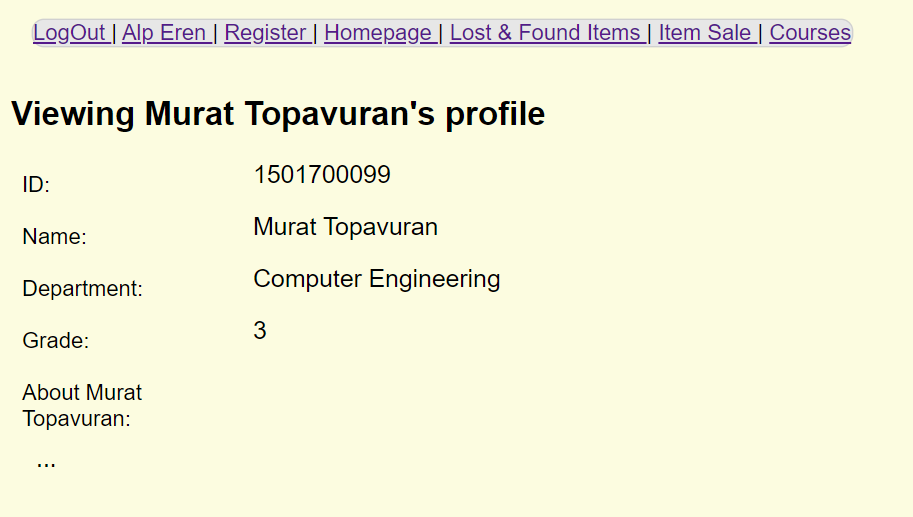 LogOut | Alp Eren | Register | Homepage | Lost & Found Items | Item Sale | Courses
Viewing Murat Topavuran's profile
ID: 1501700099
Name: Murat Topavuran
Department: Computer Engineering
Grade: 3
About Murat
Topavuran:
...